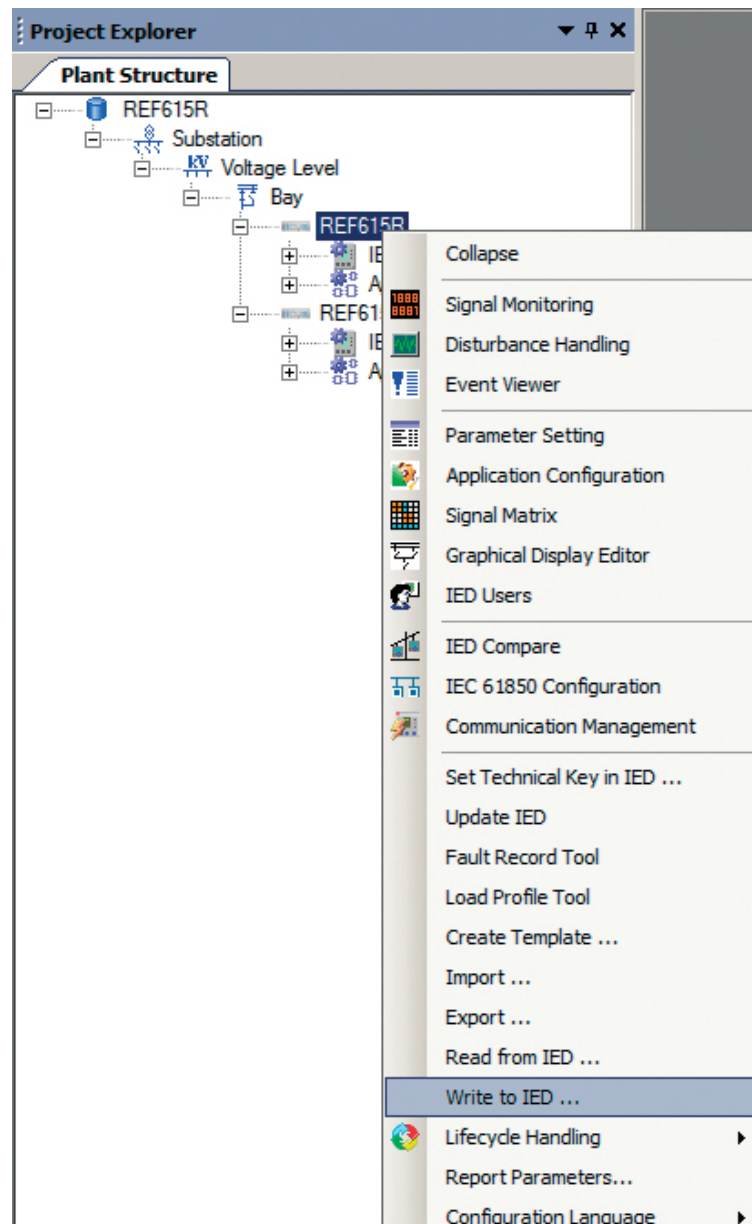 Project Explorer
Plant Structure
REF615R
Substation
kV
Voltage Level
Bay
REF615R
Collapse
Signal Monitoring
Disturbance Handling
Event Viewer
Parameter Setting
Application Configuration
Signal Matrix
Graphical Display Editor
IED Users
IED Compare
IEC 61850 Configuration
Communication Management
Set Technical Key in IED ...
Update IED
Fault Record Tool
Load Profile Tool
Create Template ...
Import ...
Export ...
Read from IED ...
Write to IED ...
Lifecycle Handling
Report Parameters...
Configuration Language